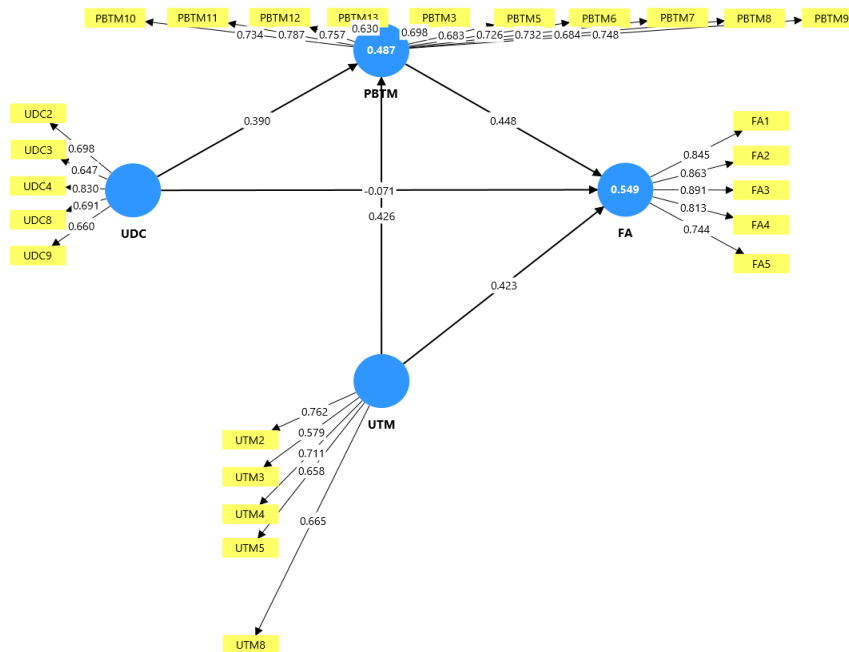 PBTM10 PBTM11 PBTM12 PBTM13 PBTM3 PBTM5 PBTM6 PBTM7 PBTM8 PBTM9
0.734 0.787 0.757 0.630 0.698 0.683 0.726 0.732 0.684 0.748
0.487
PBTM
UDC2
UDC3
UDC4
UDC8
UDC9
0.698
0.647
0.830
0.691
0.660
UDC
0.390
0.448
-0.071
0.426
0.423
0.549
FA
0.845
0.863
0.891
0.813
0.744
FA1
FA2
FA3
FA4
FA5
UTM
0.762
0.579
0.711
0.658
0.665
UTM2
UTM3
UTM4
UTM5
UTM8